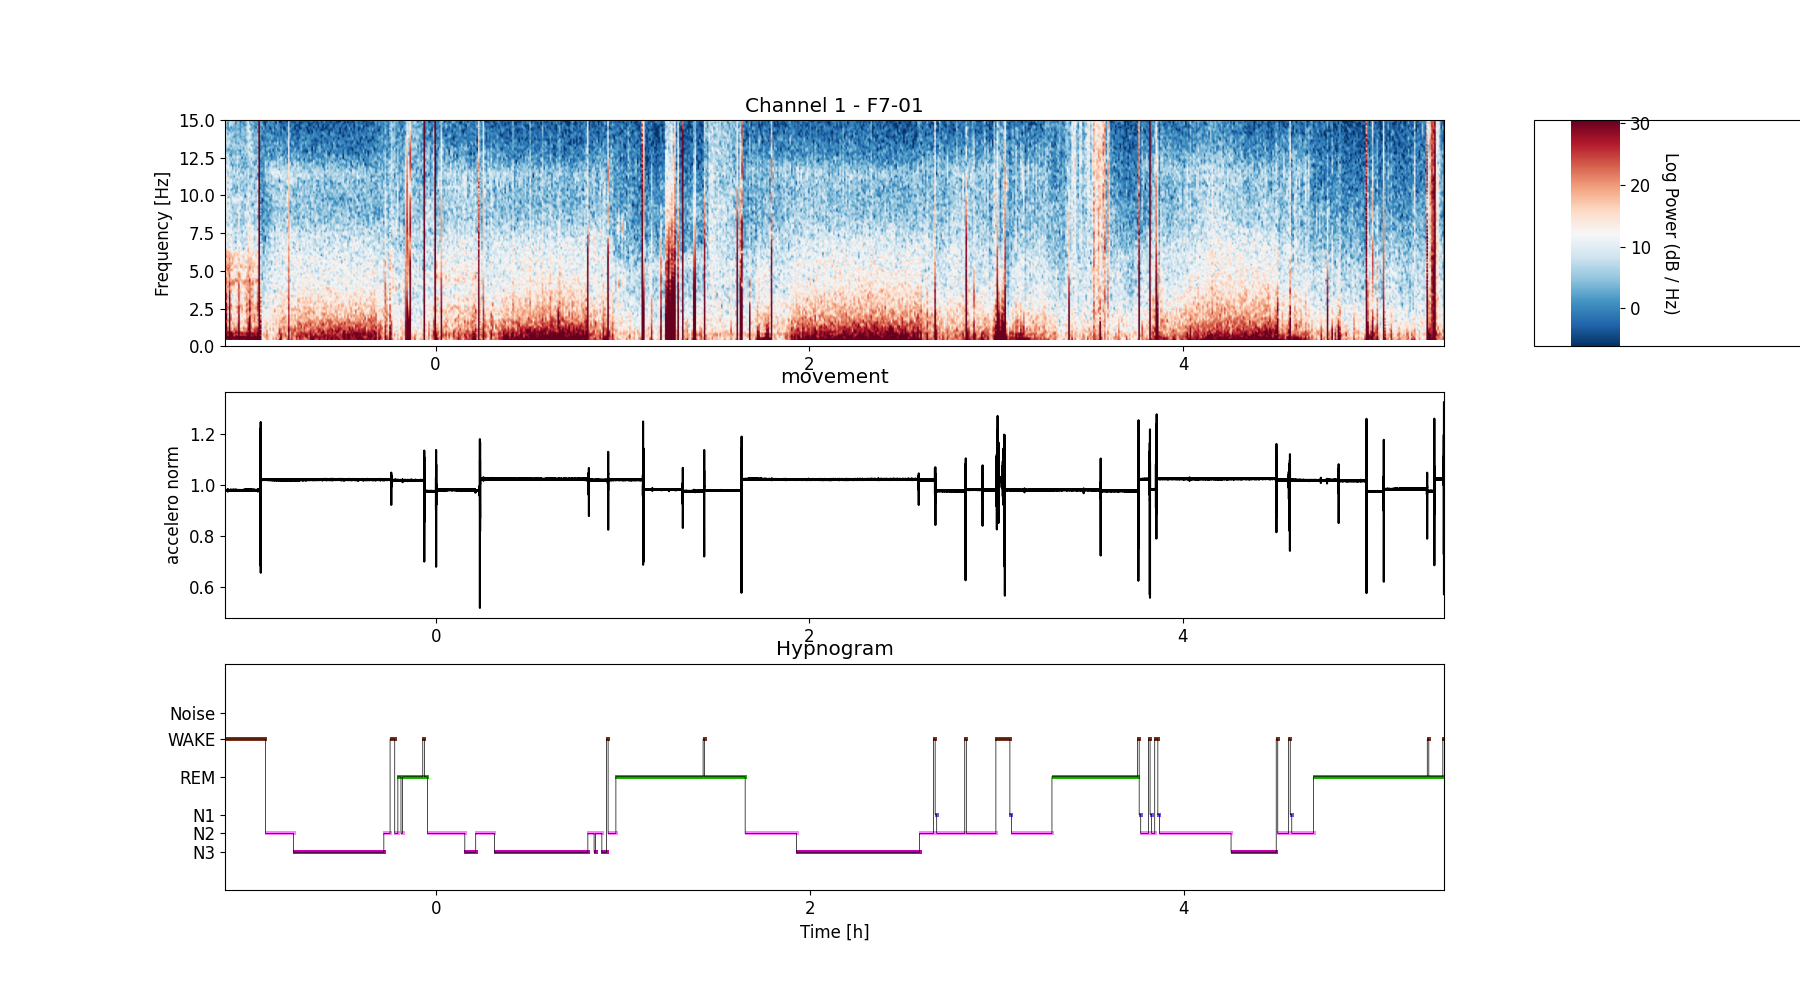 Channel 1 - F7-01
15.0
12.5
10.0
7.5
5.0
2.5
0.0
Frequency [Hz]
0 2 4
30
20
10
0
Log Power (dB / Hz)
movement
1.2
1.0
0.8
0.6
accelero norm
0 2 4
Hypnogram
Noise
WAKE
REM
N1
N2
N3
0 2 4
Time [h]